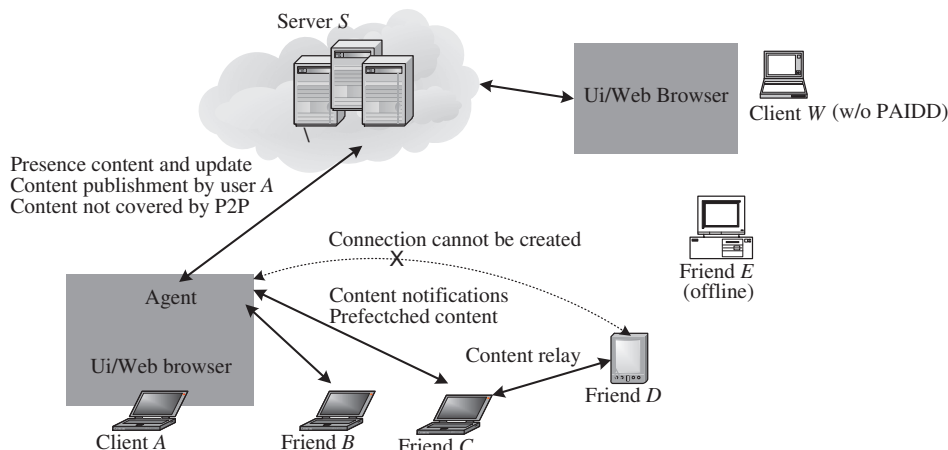 Server S
Ui/Web Browser
Client W (w/o PAIDD)
Presence content and update
Content publishment by user A
Content not covered by P2P
Connection cannot be created
X
Friend E
(offline)
Agent
Content notifications
Prefectched content
Content relay
Ui/Web browser
Friend D
Client A
Friend B
Friend C